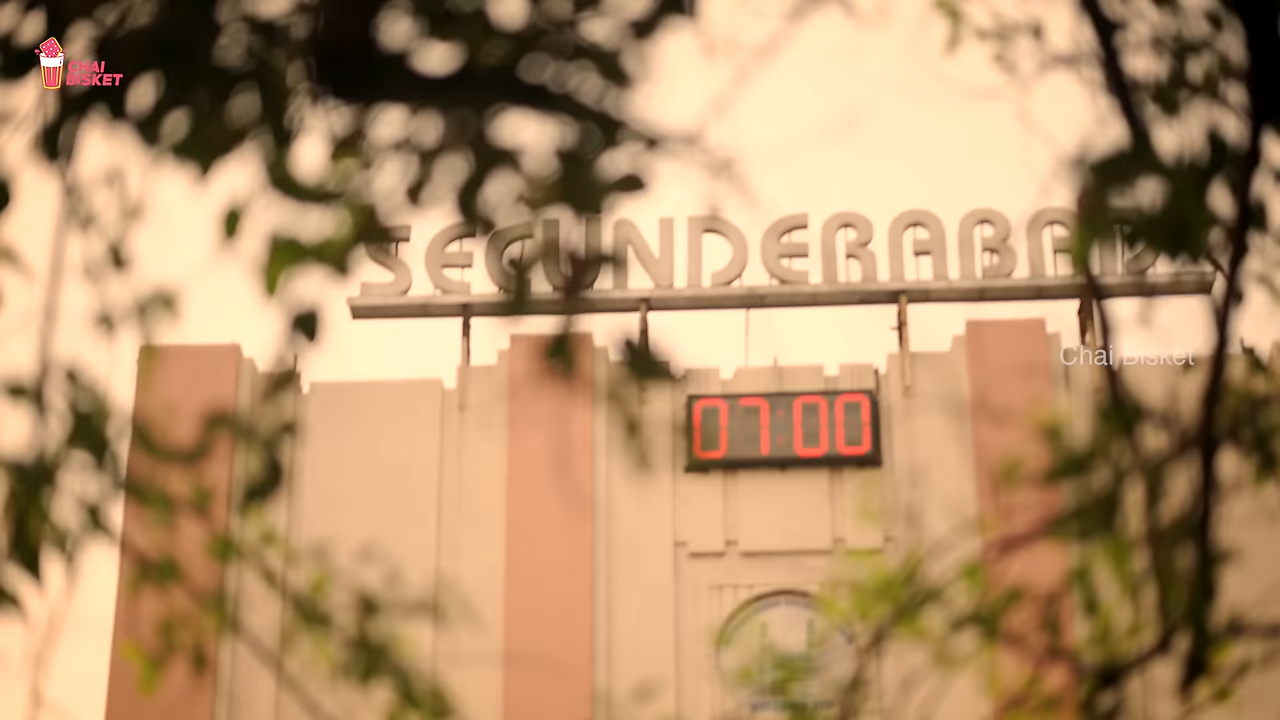 CHAI
BISKET
SECUNDERABAD
Chai Bisket
07:00